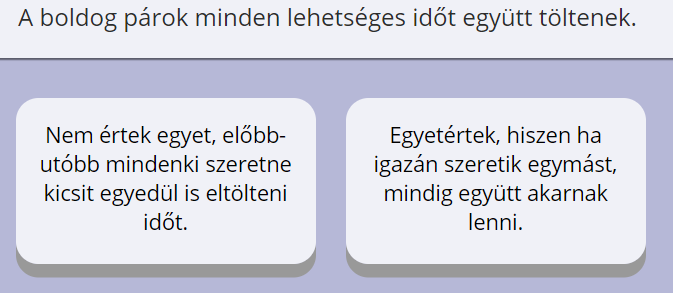 A boldog párok minden lehetséges időt együtt töltenek.
Nem értek egyet, előbb-
utóbb mindenki szeretne
kicsit egyedül is eltölteni
időt.
Egyetértek, hiszen ha
igazán szeretik egymást,
mindig együtt akarnak
lenni.